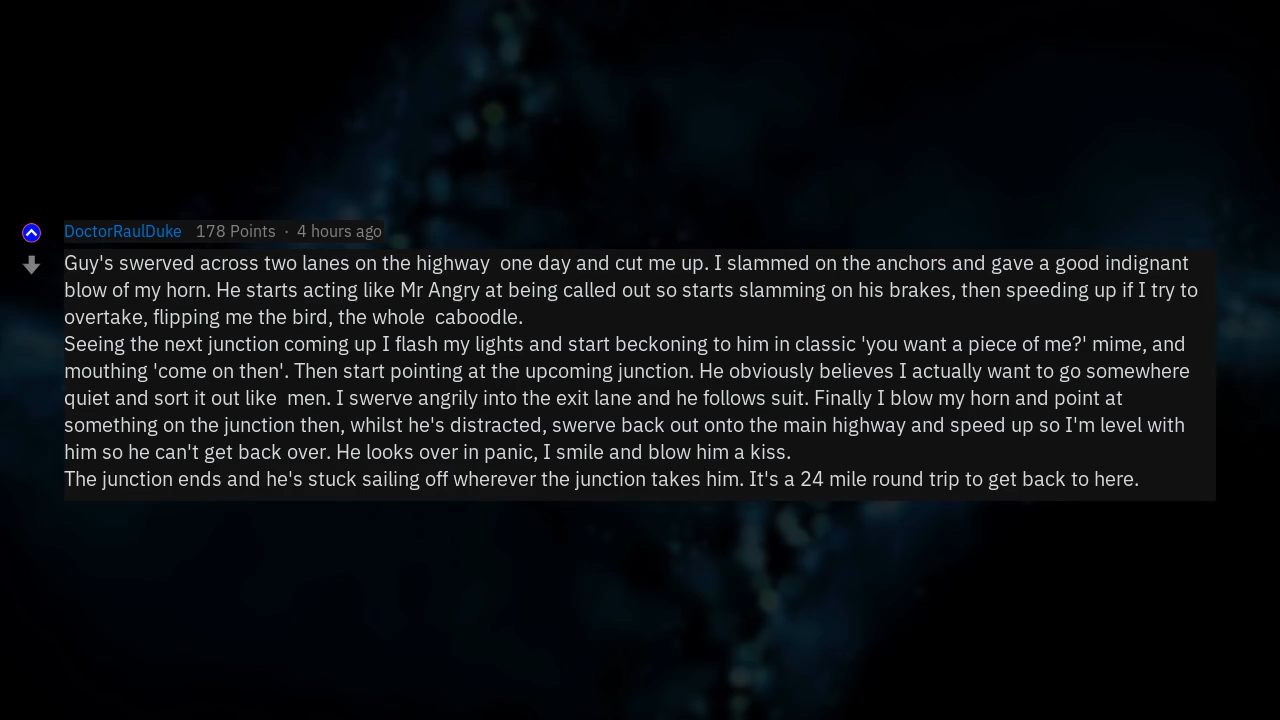 DoctorRaulDuke 178 Points · 4 hours ago
Guy's swerved across two lanes on the highway  one day and cut me up. I slammed on the anchors and gave a good indignant
blow of my horn. He starts acting like Mr Angry at being called out so starts slamming on his brakes, then speeding up if I try to
overtake, flipping me the bird, the whole  caboodle.
Seeing the next junction coming up I flash my lights and start beckoning to him in classic 'you want a piece of me?' mime, and
mouthing 'come on then'. Then start pointing at the upcoming junction. He obviously believes I actually want to go somewhere
quiet and sort it out like  men. I swerve angrily into the exit lane and he follows suit. Finally I blow my horn and point at
something on the junction then, whilst he's distracted, swerve back out onto the main highway and speed up so I'm level with
him so he can't get back over. He looks over in panic, I smile and blow him a kiss.
The junction ends and he's stuck sailing off wherever the junction takes him. It's a 24 mile round trip to get back to here.